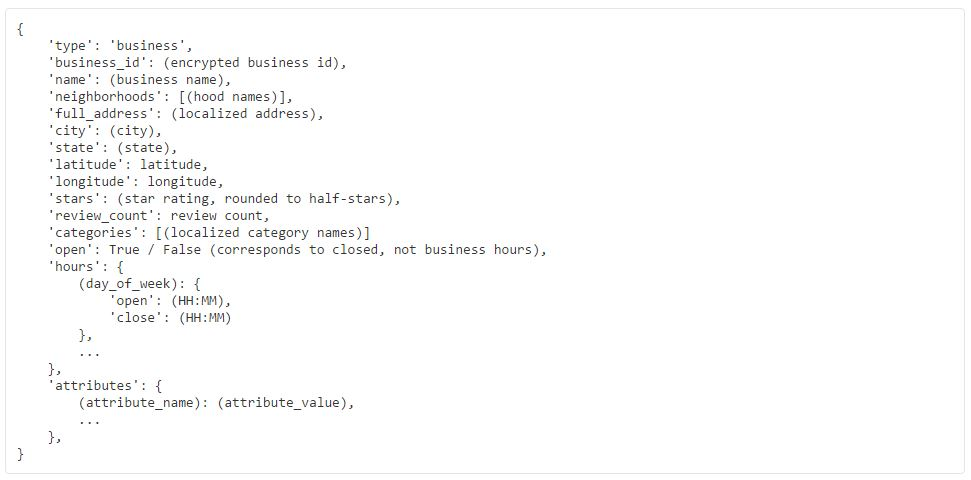 {
    'type': 'business',
    'business_id': (encrypted business id),
    'name': (business name),
    'neighborhoods': [(hood names)],
    'full_address': (localized address),
    'city': (city),
    'state': (state),
    'latitude': latitude,
    'longitude': longitude,
    'stars': (star rating, rounded to half-stars),
    'review_count': review count,
    'categories': [(localized category names)]
    'open': True / False (corresponds to closed, not business hours),
    'hours': {
        (day_of_week): {
            'open': (HH:MM),
            'close': (HH:MM)
        },
        ...
    },
    'attributes': {
        (attribute_name): (attribute_value),
        ...
    },
}